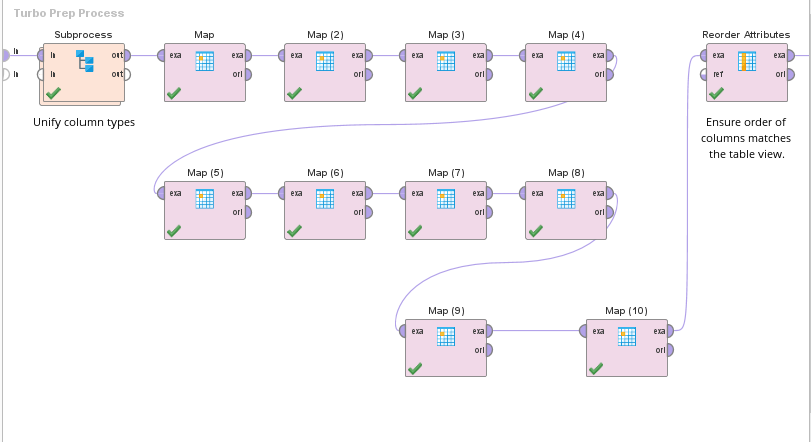 Turbo Prep Process
Subprocess Map Map (2) Map (3) Map (4) Reorder Attributes
In In out exa exa exa exa exa exa exa exa exa exa
In In out ori ori ori ori ref ori
Unify column types
Ensure order of
columns matches
the table view.
Map (5) Map (6) Map (7) Map (8)
exa exa exa exa exa exa exa exa
ori ori ori ori
Map (9) Map (10)
exa exa exa exa
ori ori